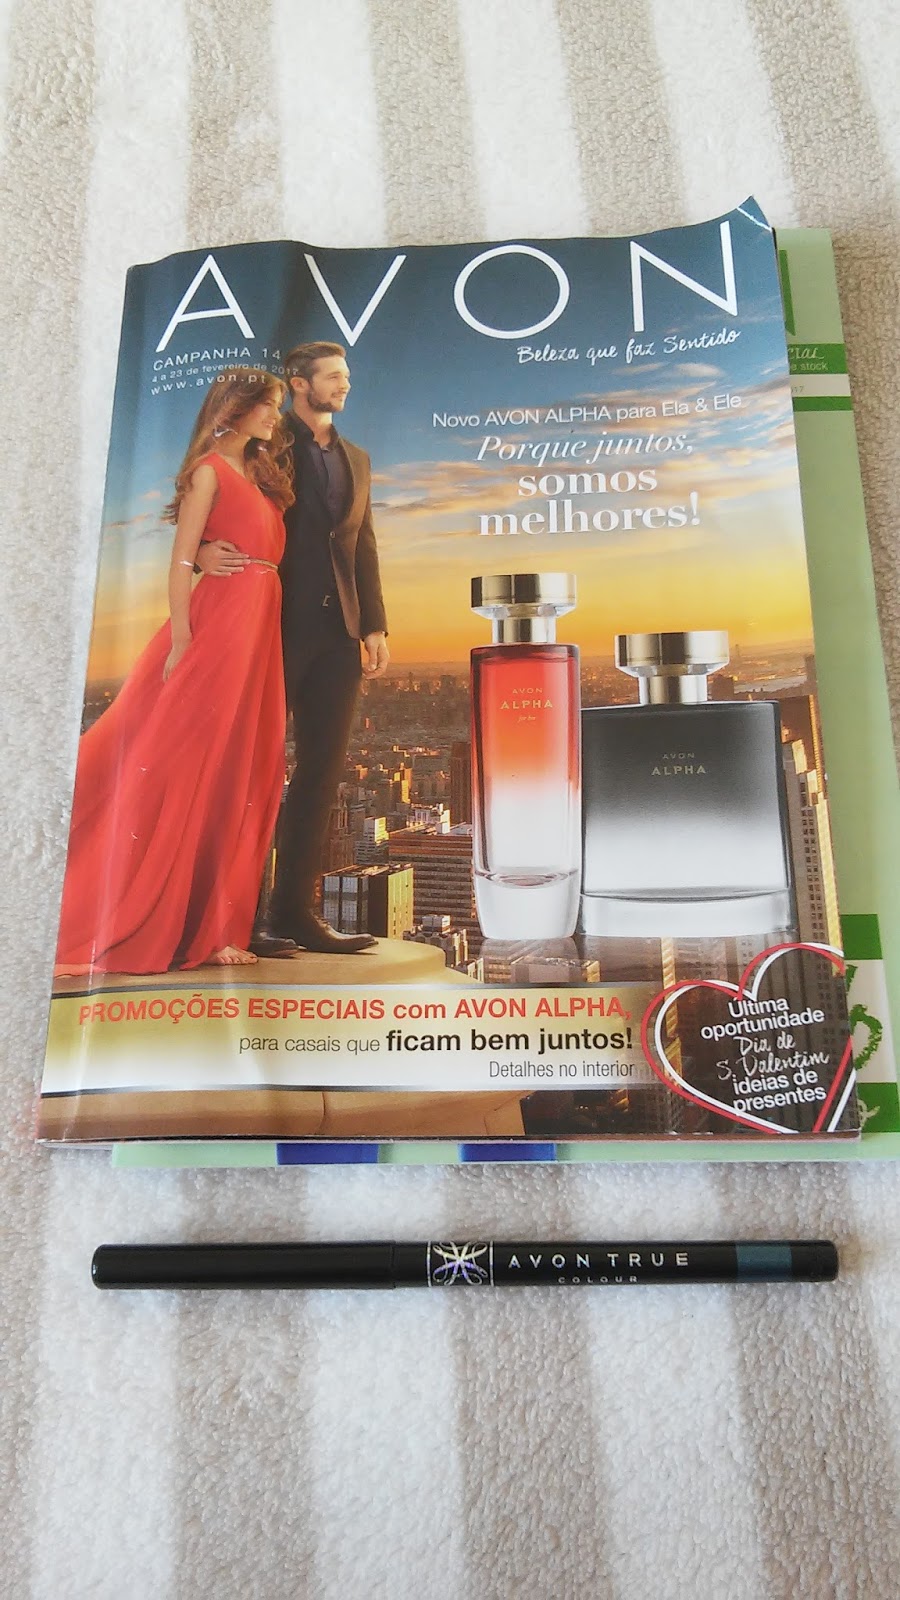 AVON
Beleza que faz Sentido
CAMPANHA 14
4 a 23 de fevereiro de 2017
www.avon.pt
Novo AVON ALPHA para Ela & Ele
Porque juntos,
somos
melhores!
AVON
ALPHA
for her
AVON
ALPHA
PROMOÇÕES ESPECIAIS com AVON ALPHA,
para casais que ficam bem juntos!
Detalhes no interior
Última
oportunidade
Dia de
S. Valentim
ideias de
presentes
stock
AVON TRUE
COLOUR